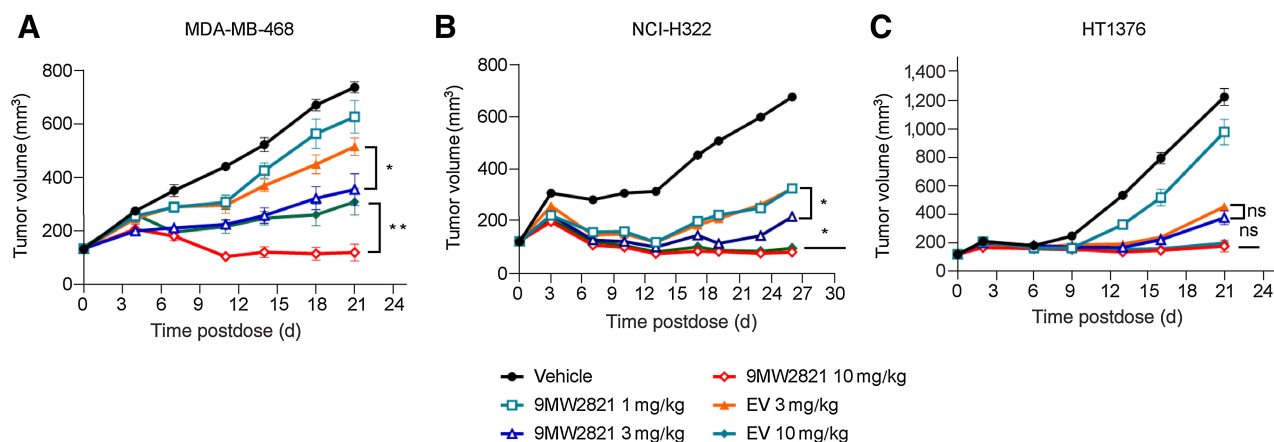 A
MDA-MB-468
Tumor volume (mm³)
800
600
400
200
0
0 3 6 9 12 15 18 21 24
Time postdose (d)
*
**
B
NCI-H322
Tumor volume (mm³)
800
600
400
200
0
0 3 6 9 12 15 18 21 24 27 30
Time postdose (d)
*
*
C
HT1376
Tumor volume (mm³)
1,400
1,200
1,000
800
600
400
200
0
0 3 6 9 12 15 18 21 24
Time postdose (d)
ns
ns
Vehicle
9MW2821 1 mg/kg
9MW2821 3 mg/kg
9MW2821 10 mg/kg
EV 3 mg/kg
EV 10 mg/kg